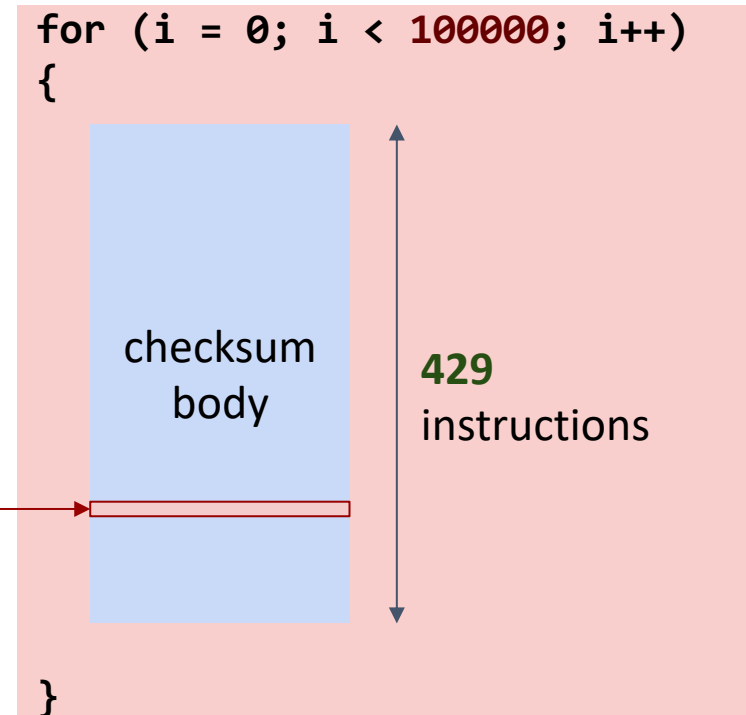 for (i = 0; i < 100000; i++)
{
checksum
body
429
instructions
}